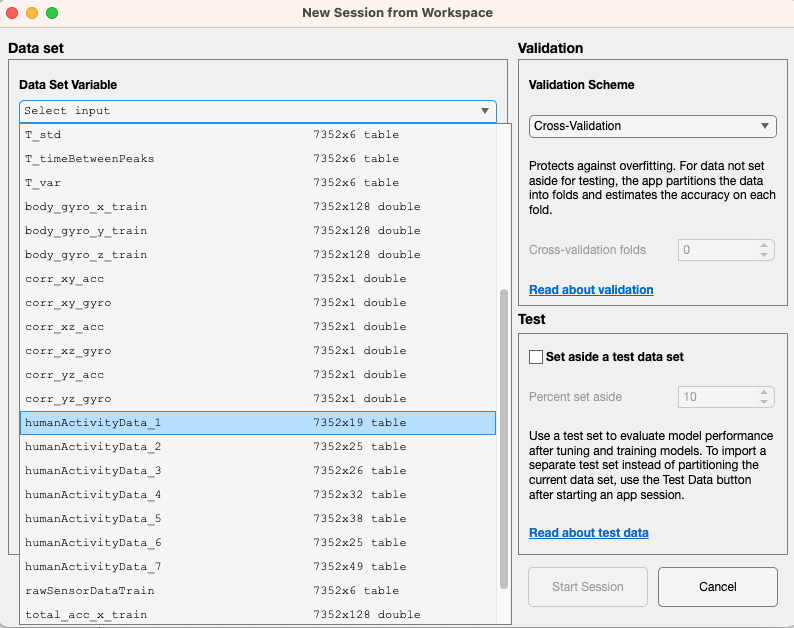 New Session from Workspace
Data set
Data Set Variable
Select input
T_std 7352x6 table
T_timeBetweenPeaks 7352x6 table
T_var 7352x6 table
body_gyro_x_train 7352x128 double
body_gyro_y_train 7352x128 double
body_gyro_z_train 7352x128 double
corr_xy_acc 7352x1 double
corr_xy_gyro 7352x1 double
corr_xz_acc 7352x1 double
corr_xz_gyro 7352x1 double
corr_yz_acc 7352x1 double
corr_yz_gyro 7352x1 double
humanActivityData_1 7352x19 table
humanActivityData_2 7352x25 table
humanActivityData_3 7352x26 table
humanActivityData_4 7352x32 table
humanActivityData_5 7352x38 table
humanActivityData_6 7352x25 table
humanActivityData_7 7352x49 table
rawSensorDataTrain 7352x6 table
total_acc_x_train 7352x128 double
Validation
Validation Scheme
Cross-Validation
Protects against overfitting. For data not set
aside for testing, the app partitions the data
into folds and estimates the accuracy on each
fold.
Cross-validation folds 0
Read about validation
Test
Set aside a test data set
Percent set aside 10
Use a test set to evaluate model performance
after tuning and training models. To import a
separate test set instead of partitioning the
current data set, use the Test Data button
after starting an app session.
Read about test data
Start Session Cancel